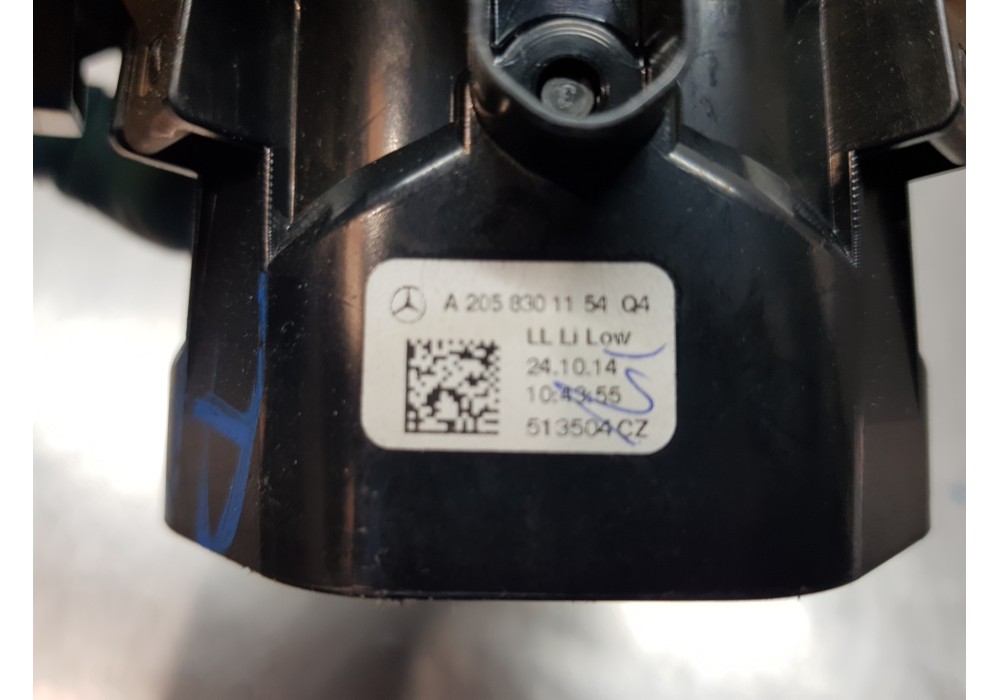 A 205 830 11 54 Q4
LL Li Low
24.10.14
10:43:55
513504 CZ